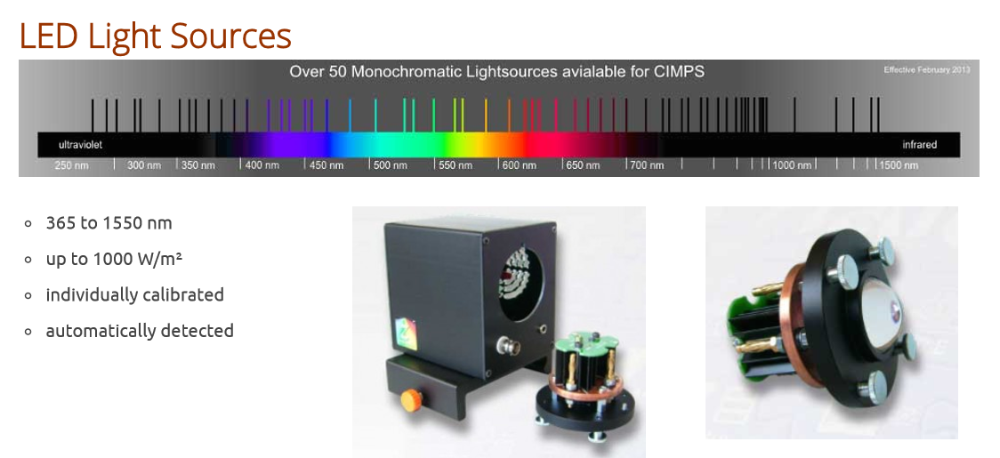 LED Light Sources
Over 50 Monochromatic Lightsources avialable for CIMPS
Effective February 2013
ultraviolet
infrared
250 nm 300 nm 350 nm 400 nm 450 nm 500 nm 550 nm 600 nm 650 nm 700 nm 1000 nm 1500 nm
365 to 1550 nm
up to 1000 W/m²
individually calibrated
automatically detected